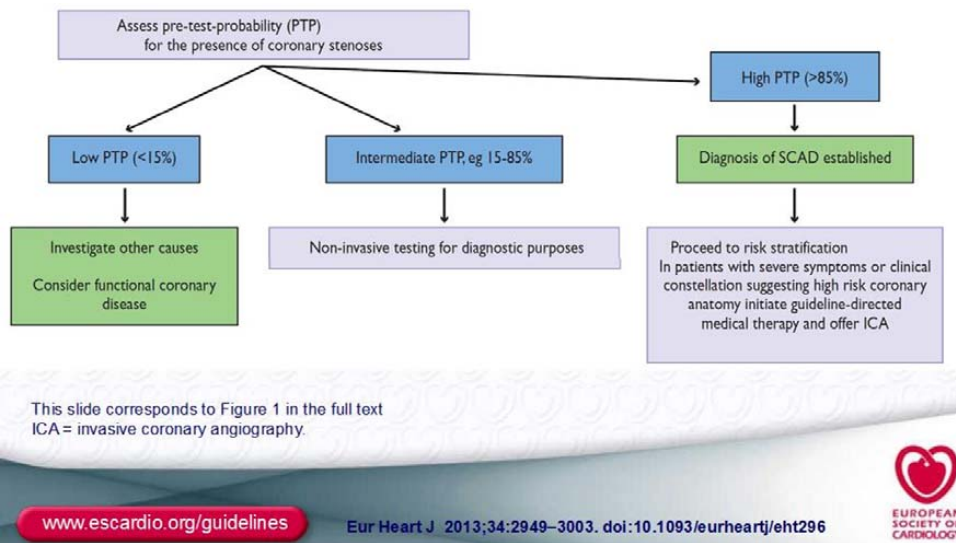 Assess pre-test-probability (PTP)
for the presence of coronary stenoses
High PTP (>85%)
Low PTP (<15%)
Intermediate PTP, eg 15-85%
Diagnosis of SCAD established
Investigate other causes
Consider functional coronary
disease
Non-invasive testing for diagnostic purposes
Proceed to risk stratification
In patients with severe symptoms or clinical
constellation suggesting high risk coronary
anatomy initiate guideline-directed
medical therapy and offer ICA
This slide corresponds to Figure 1 in the full text
ICA = invasive coronary angiography.
www.escardio.org/guidelines
Eur Heart J 2013;34:2949–3003. doi:10.1093/eurheartj/eht296
EUROPEAN
SOCIETY OF
CARDIOLOGY